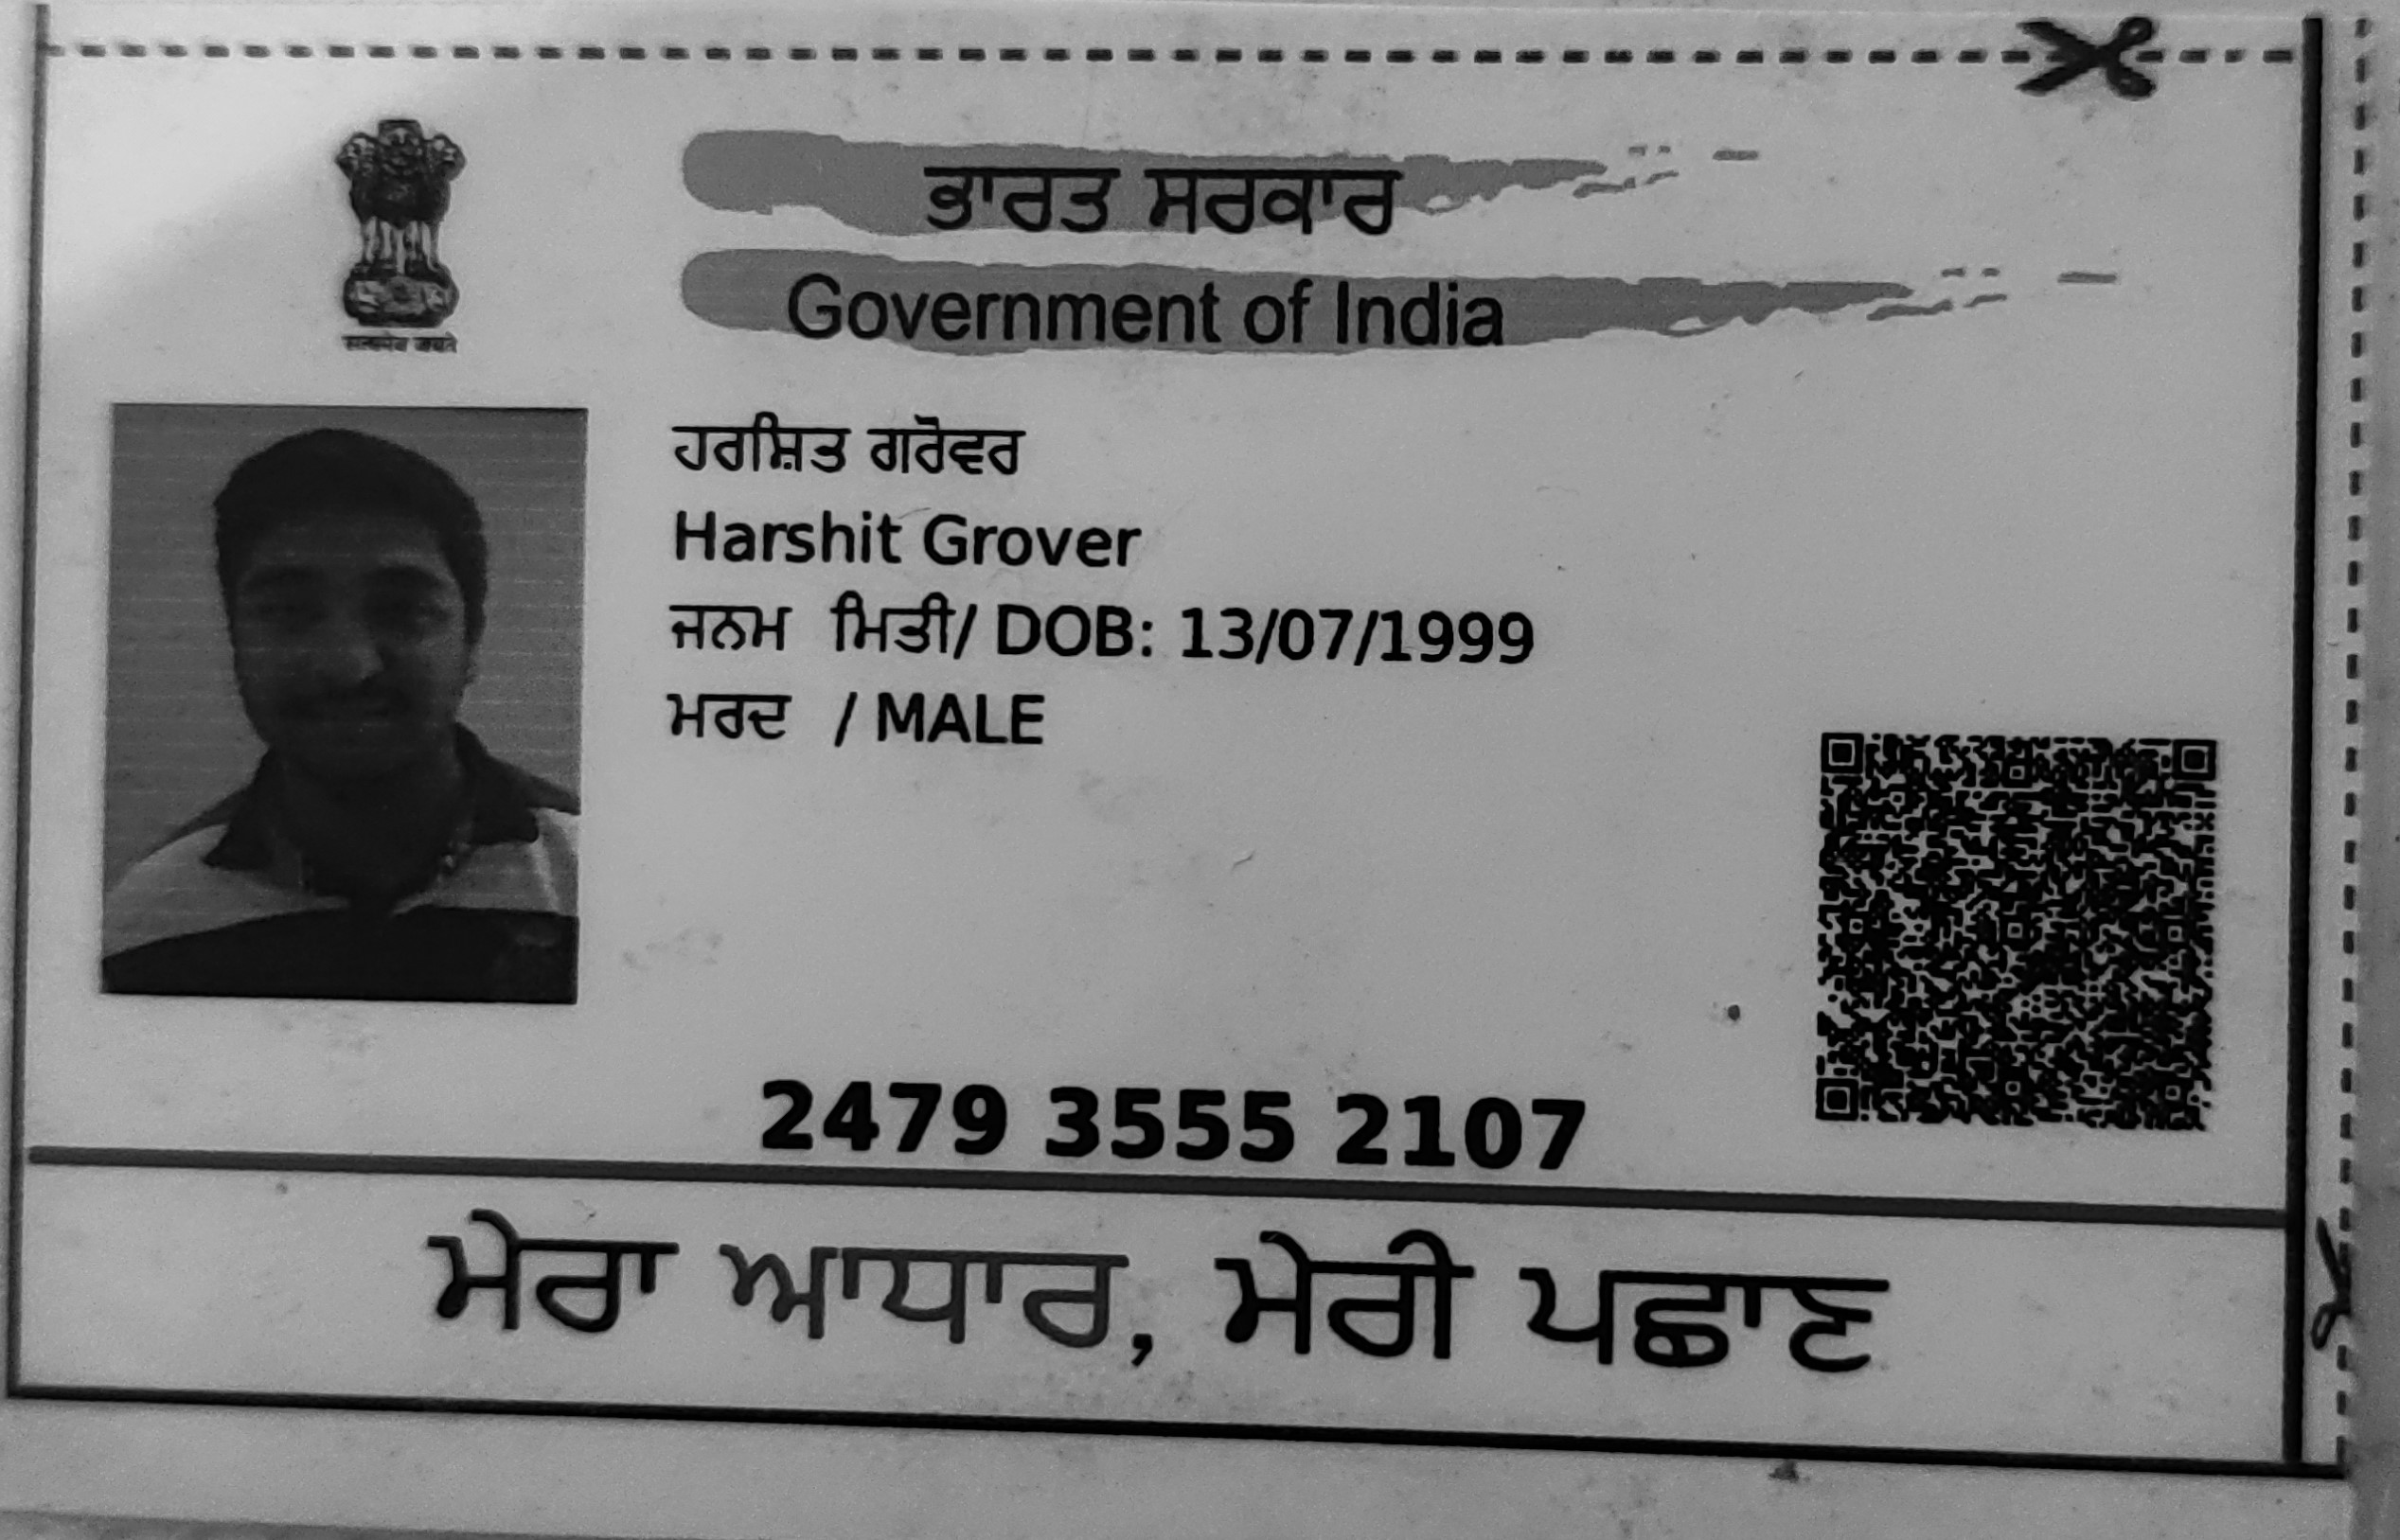 ਭਾਰਤ ਸਰਕਾਰ
Government of India
सत्यमेव जयते
ਹਰਸ਼ਿਤ ਗਰੋਵਰ
Harshit Grover
ਜਨਮ ਮਿਤੀ/ DOB: 13/07/1999
ਮਰਦ / MALE
2479 3555 2107
ਮੇਰਾ ਆਧਾਰ, ਮੇਰੀ ਪਛਾਣ